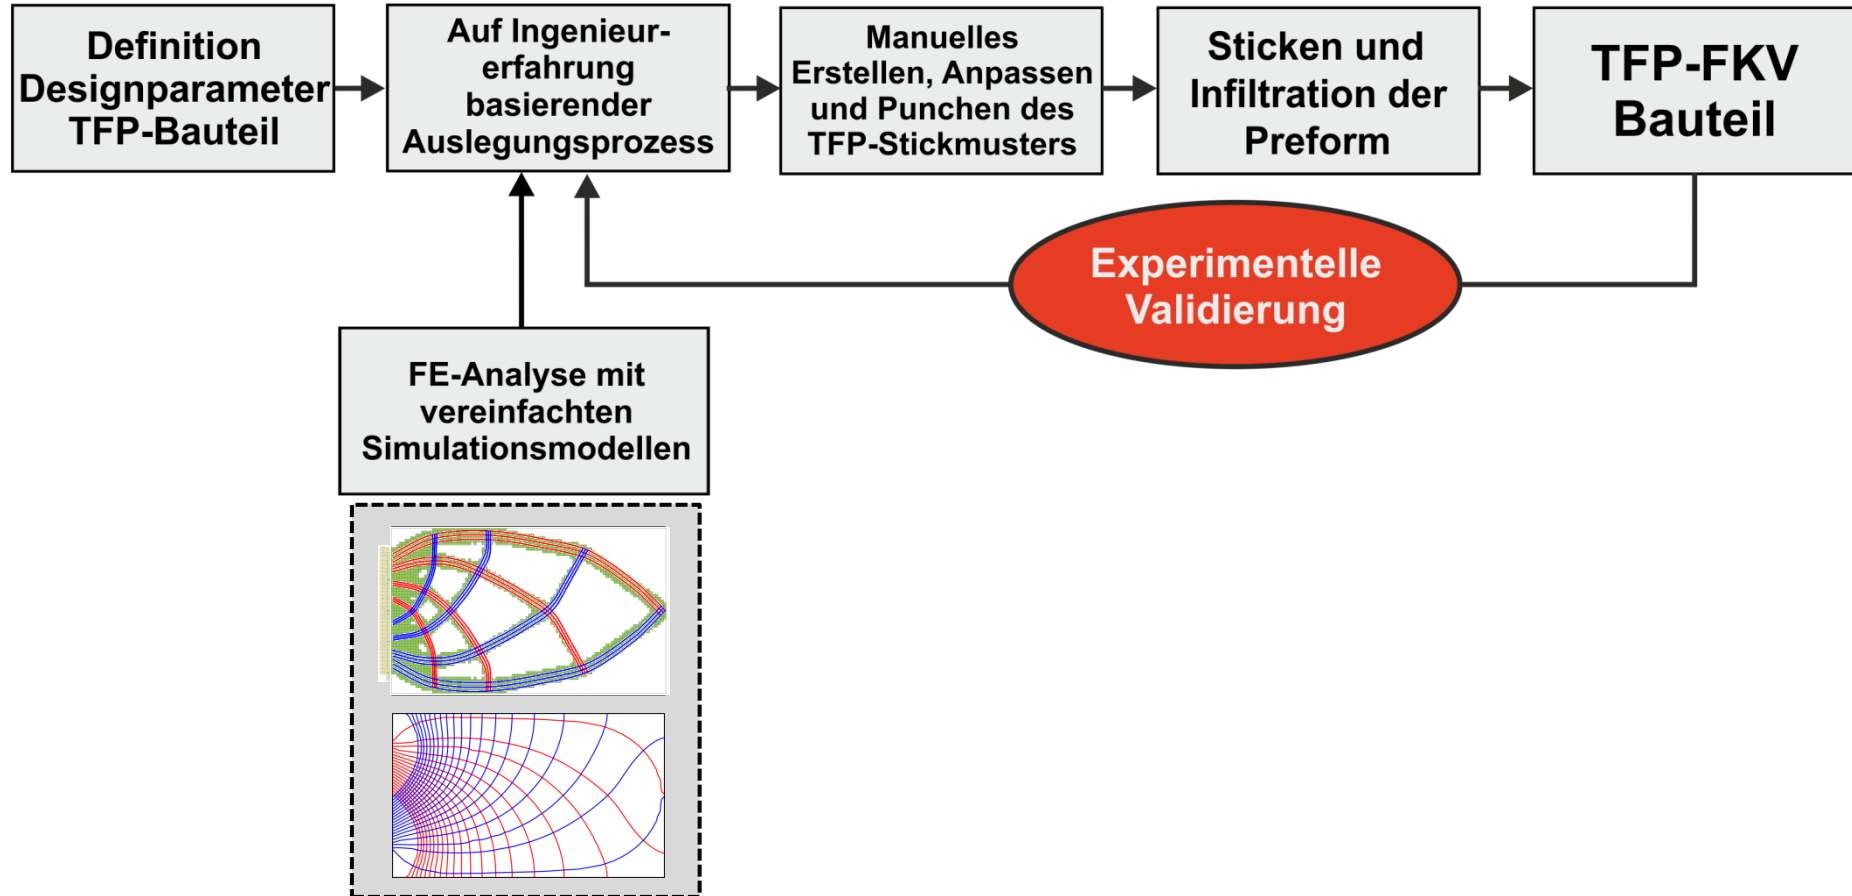 Definition
Designparameter
TFP-Bauteil
Auf Ingenieur-
erfahrung
basierender
Auslegungsprozess
Manuelles
Erstellen, Anpassen
und Punchen des
TFP-Stickmusters
Sticken und
Infiltration der
Preform
TFP-FKV
Bauteil
Experimentelle
Validierung
FE-Analyse mit
vereinfachten
Simulationsmodellen